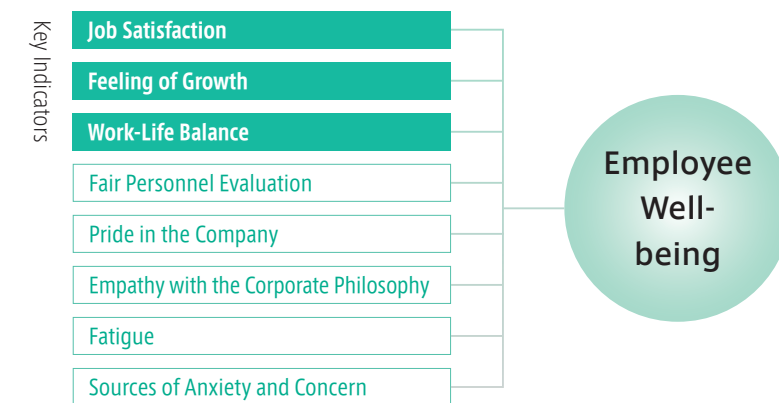 Key Indicators
Job Satisfaction
Feeling of Growth
Work-Life Balance
Fair Personnel Evaluation
Pride in the Company
Empathy with the Corporate Philosophy
Fatigue
Sources of Anxiety and Concern
Employee
Well-
being